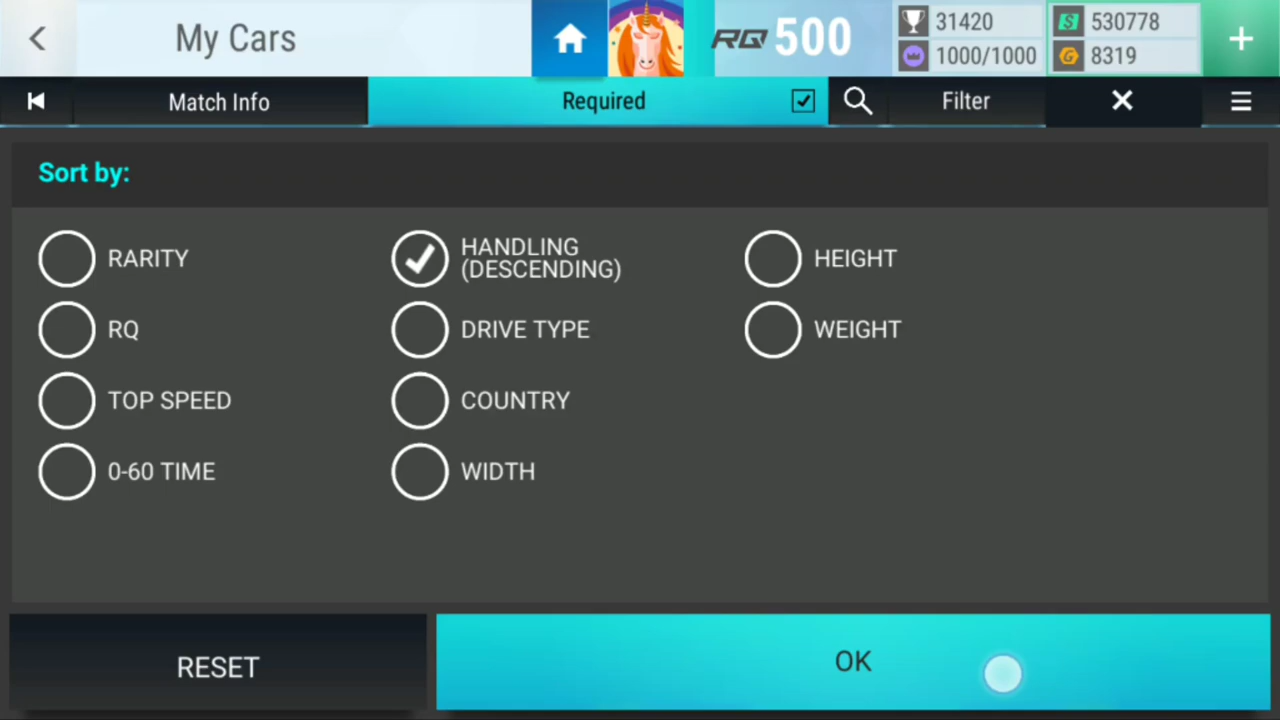 My Cars
RQ 500
31420
1000/1000
530778
8319
Match Info
Required
Filter
Sort by:
RARITY
HANDLING
(DESCENDING)
HEIGHT
RQ
DRIVE TYPE
WEIGHT
TOP SPEED
COUNTRY
0-60 TIME
WIDTH
RESET
OK